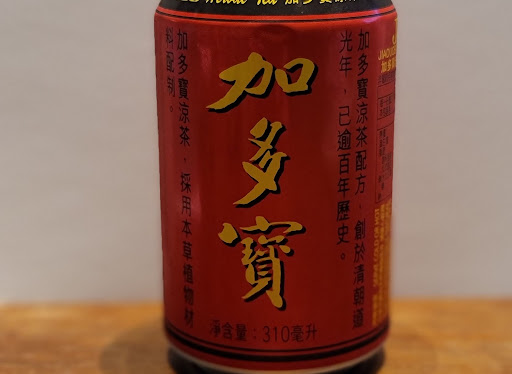 加多寶
加多寶涼茶配方，創於清朝道
光年，已逾百年歷史。
加多寶涼茶，採用本草植物材
料配制。
淨含量：310毫升